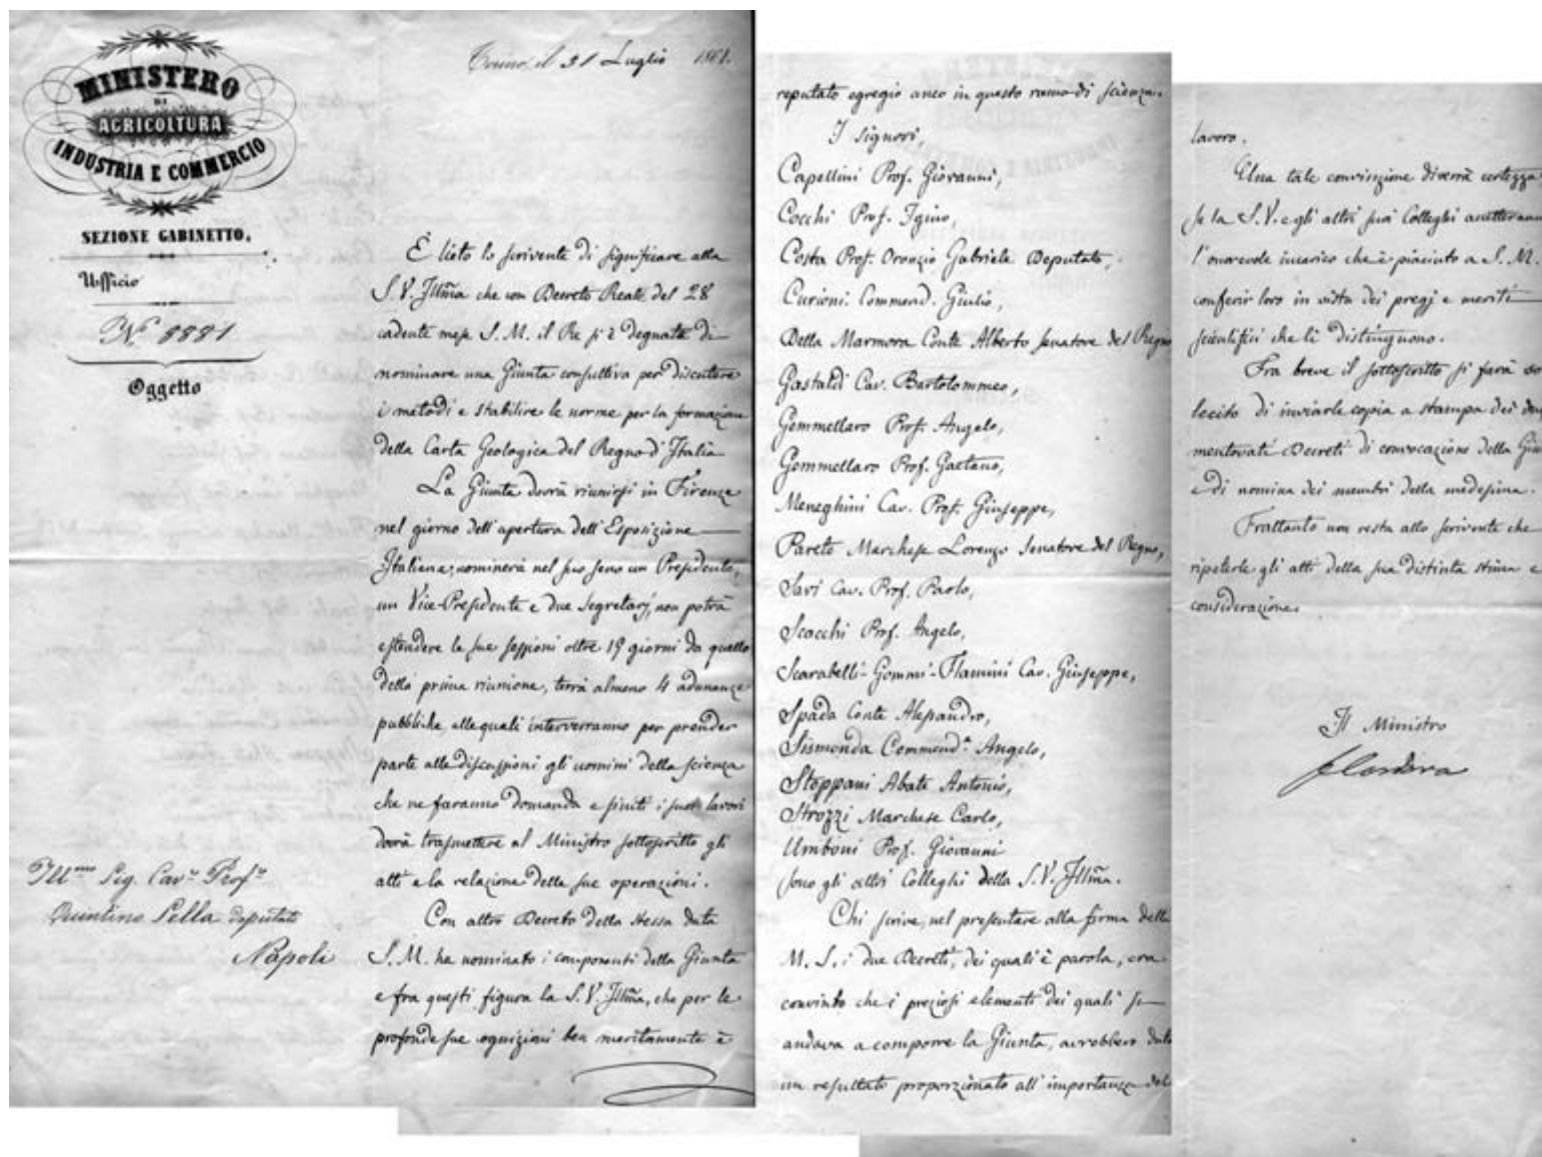 MINISTERO
DI
AGRICOLTURA
INDUSTRIA E COMMERCIO
SEZIONE GABINETTO.
Ufficio
N.° 8881
Oggetto
Ill.mo Sig. Cav.re Prof.re
Quintino Sella deputato
Napoli
Torino, il 31 Luglio 1861.
È lieto lo scrivente di significare alla
S. V. Illma che con Decreto Reale del 28
cadente mese S. M. il Re si è degnata di
nominare una Giunta consultiva per discutere
i metodi e stabilire le norme per la formazione
della Carta Geologica del Regno d'Italia
La Giunta dovrà riunirsi in Firenze
nel giorno dell'apertura dell'Esposizione
Italiana, nominerà nel suo seno un Presidente,
un Vice-Presidente e due Segretarj, non potrà
estendere le sue sessioni oltre 15 giorni da quello
della prima riunione, terrà almeno 4 adunanze
pubbliche, alle quali interverranno per prender
parte alle discussioni gli uomini della scienza
che ne faranno domanda e finiti i suoi lavori
dovrà trasmettere al Ministro sottoscritto gli
atti e la relazione delle sue operazioni.
Con altro Decreto della stessa data
S. M. ha nominato i componenti della Giunta
e fra questi figura la S. V. Illma, che per le
profonde sue cognizioni ben meritamente è
reputato egregio anco in questo ramo di scienza.
I signori,
Capellini Prof. Giovanni,
Cocchi Prof. Igino,
Costa Prof. Oronzio Gabriele Deputato,
Curioni Commend. Giulio,
Della Marmora Conte Alberto Senatore del Regno
Gastaldi Cav. Bartolommeo,
Gemmellaro Prof. Angelo,
Gemmellaro Prof. Gaetano,
Meneghini Cav. Prof. Giuseppe,
Pareto Marchese Lorenzo Senatore del Regno,
Savi Cav. Prof. Paolo,
Scacchi Prof. Angelo,
Scarabelli-Gommi-Flamini Cav. Giuseppe,
Spada Conte Alessandro,
Sismonda Commend.e Angelo,
Stoppani Abate Antonio,
Strozzi Marchese Carlo,
Omboni Prof. Giovanni
sono gli altri Colleghi della S. V. Illma.
Chi scrive, nel presentare alla firma della
M. S. i due Decreti, dei quali è parola, era
convinto che i preziosi elementi dei quali si
andava a comporre la Giunta, avrebbero dato
un resultato proporzionato all'importanza del
lavoro.
Una tale convinzione diverrà certezza
se la S. V. e gli altri suoi Colleghi accetteranno
l'onorevole incarico che è piaciuto a S. M.
conferir loro in vista dei pregj e meriti
scientifici che li distinguono.
Fra breve il sottoscritto si farà sol
lecito di inviarle copia a stampa dei due
mentovati Decreti di convocazione della Giunta
e di nomina dei membri della medesima.
Frattanto non resta allo scrivente che
ripeterle gli atti della sua distinta stima e
considerazione.
Il Ministro
Cordova